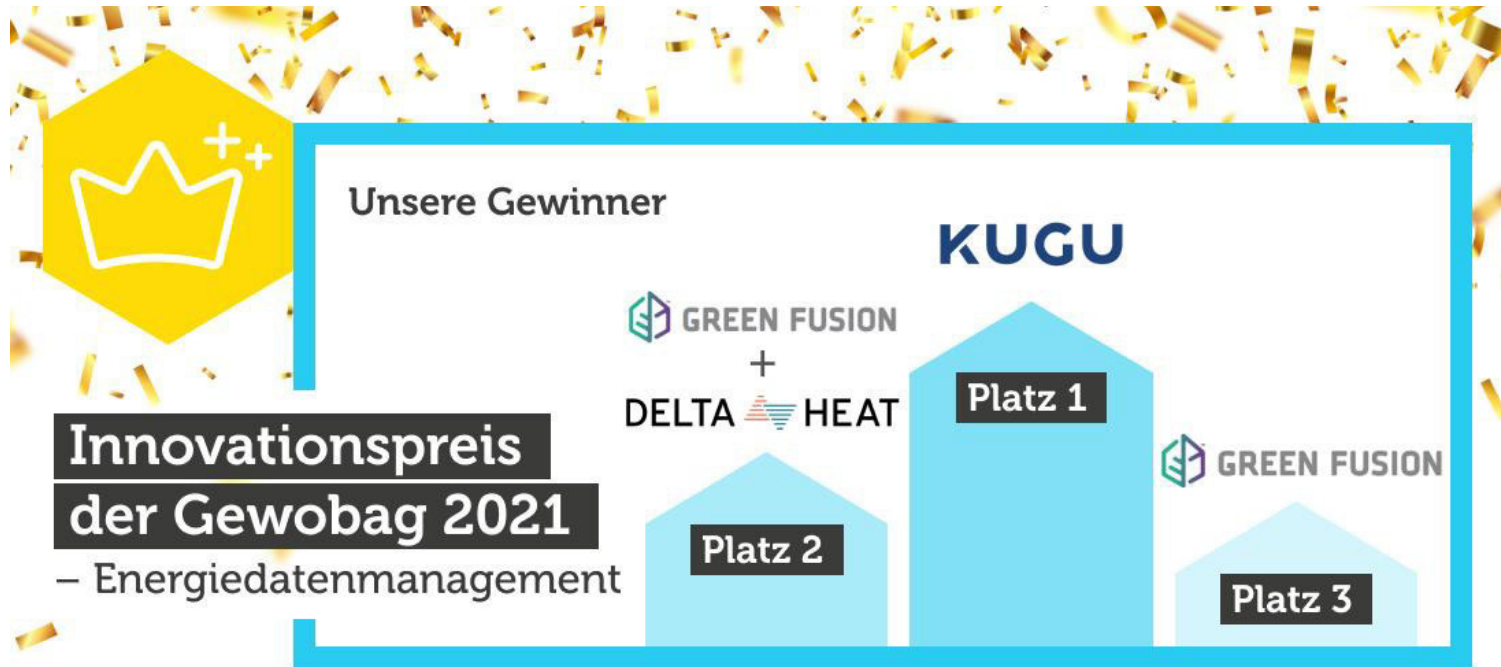 Unsere Gewinner
KUGU
GREEN FUSION
+
DELTA HEAT
Platz 1
GREEN FUSION
Platz 2
Platz 3
Innovationspreis
der Gewobag 2021
– Energiedatenmanagement